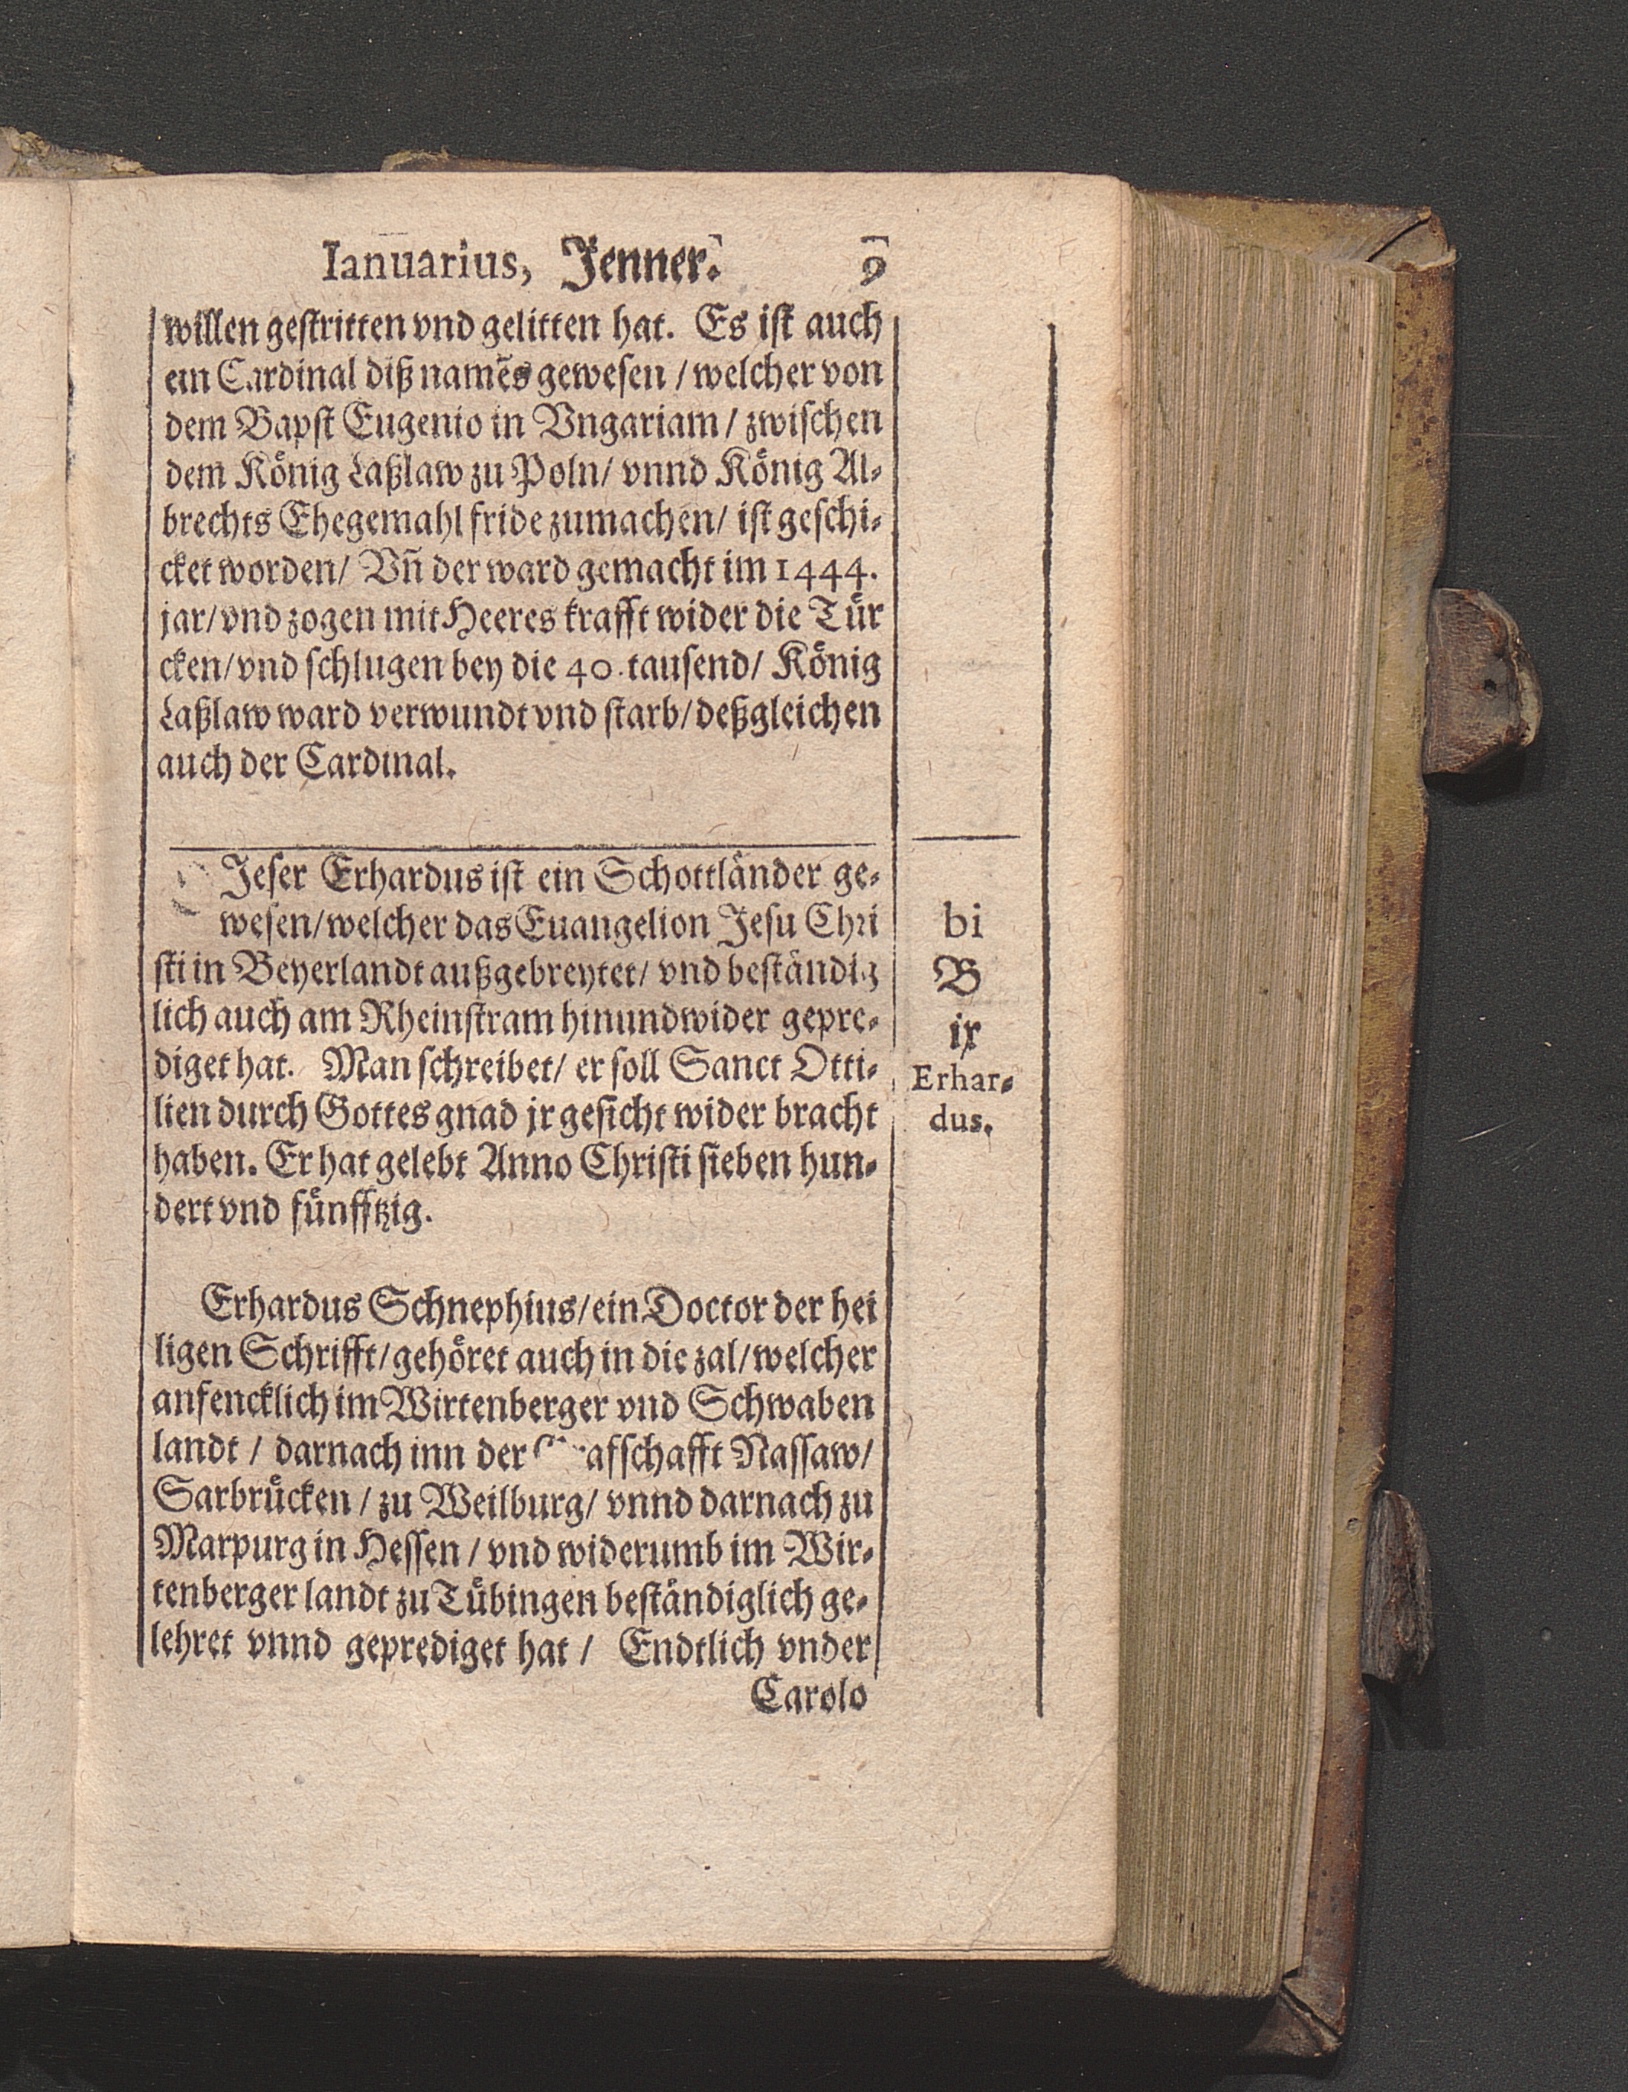 Ianuarius, Jenner. 9
willen gestritten vnd gelitten hat. Es ist auch
ein Cardinal diß namẽs gewesen / welcher von
dem Bapst Eugenio in Vngariam / zwischen
dem König Laßlaw zu Poln / vnnd König Al-
brechts Ehegemahl fride zumachen / ist geschi-
cket worden / Vñ der ward gemacht im 1444.
jar / vnd zogen mit Heeres krafft wider die Tür
cken / vnd schlugen bey die 40. tausend / König
Laßlaw ward verwundt vnd starb / deßgleichen
auch der Cardinal.
Jeser Erhardus ist ein Schottländer ge-
wesen / welcher das Euangelion Jesu Chri
sti in Beyerlandt außgebreytet / vnd beständig
lich auch am Rheinstram hinundwider gepre-
diget hat. Man schreibet / er soll Sanct Otti-
lien durch Gottes gnad jr gesicht wider bracht
haben. Er hat gelebt Anno Christi sieben hun-
dert vnd fünfftzig.
bi
B
ix
Erhar-
dus.
Erhardus Schnephius / ein Doctor der hei
ligen Schrifft / gehöret auch in die zal / welcher
anfencklich im Wirtenberger vnd Schwaben
landt / darnach inn der Grafschafft Nassaw /
Sarbrücken / zu Weilburg / vnnd darnach zu
Marpurg in Hessen / vnd widerumb im Wir-
tenberger landt zu Tübingen beständiglich ge-
lehret vnnd geprediget hat / Endtlich vnder
Carolo